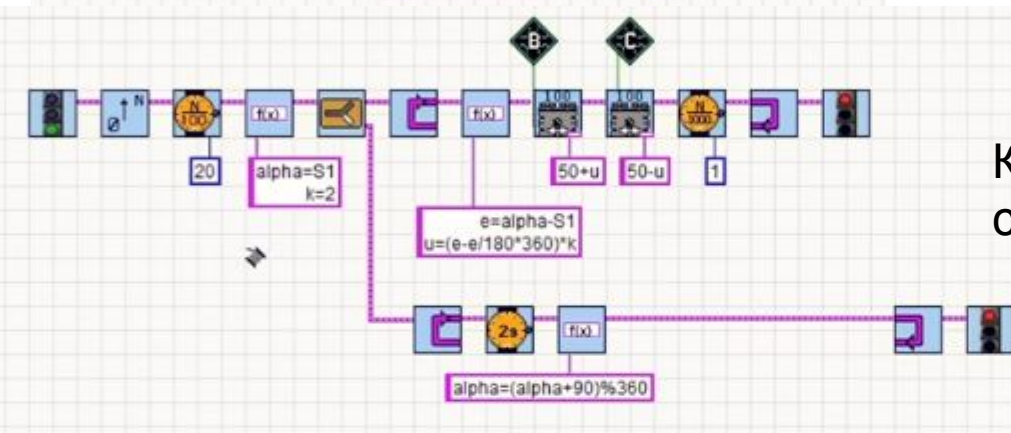 B C
N
N
100
f(x)
f(x)
100
100
N
1000
20
alpha=S1
k=2
50+u
50-u
1
e=alpha-S1
u=(e-e/180*360)*k
2s
f(x)
alpha=(alpha+90)%360